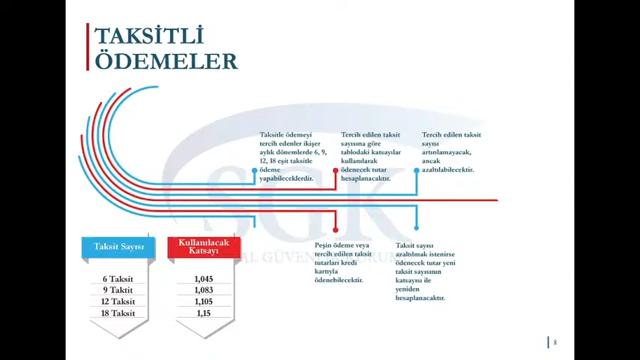 TAKSİTLİ
ÖDEMELER
Taksitle ödemeyi
tercih edenler ikişer
aylık dönemlerde 6, 9,
12, 18 eşit taksitle
ödeme
yapabileceklerdir.
Tercih edilen taksit
sayısına göre
tablodaki katsayılar
kullanılarak
ödenecek tutar
hesaplanacaktır.
Tercih edilen taksit
sayısı
artırılamayacak,
ancak
azaltılabilecektir.
SGK
Peşin ödeme veya
tercih edilen taksit
tutarları kredi
kartıyla
ödenebilecektir.
Taksit sayısı
azaltılmak istenirse
ödenecek tutar yeni
taksit sayısının
katsayısı ile
yeniden
hesaplanacaktır.
Taksit Sayısı
6 Taksit
9 Taktit
12 Taksit
18 Taksit
Kullanılacak
Katsayı
1,045
1,083
1,105
1,15
8